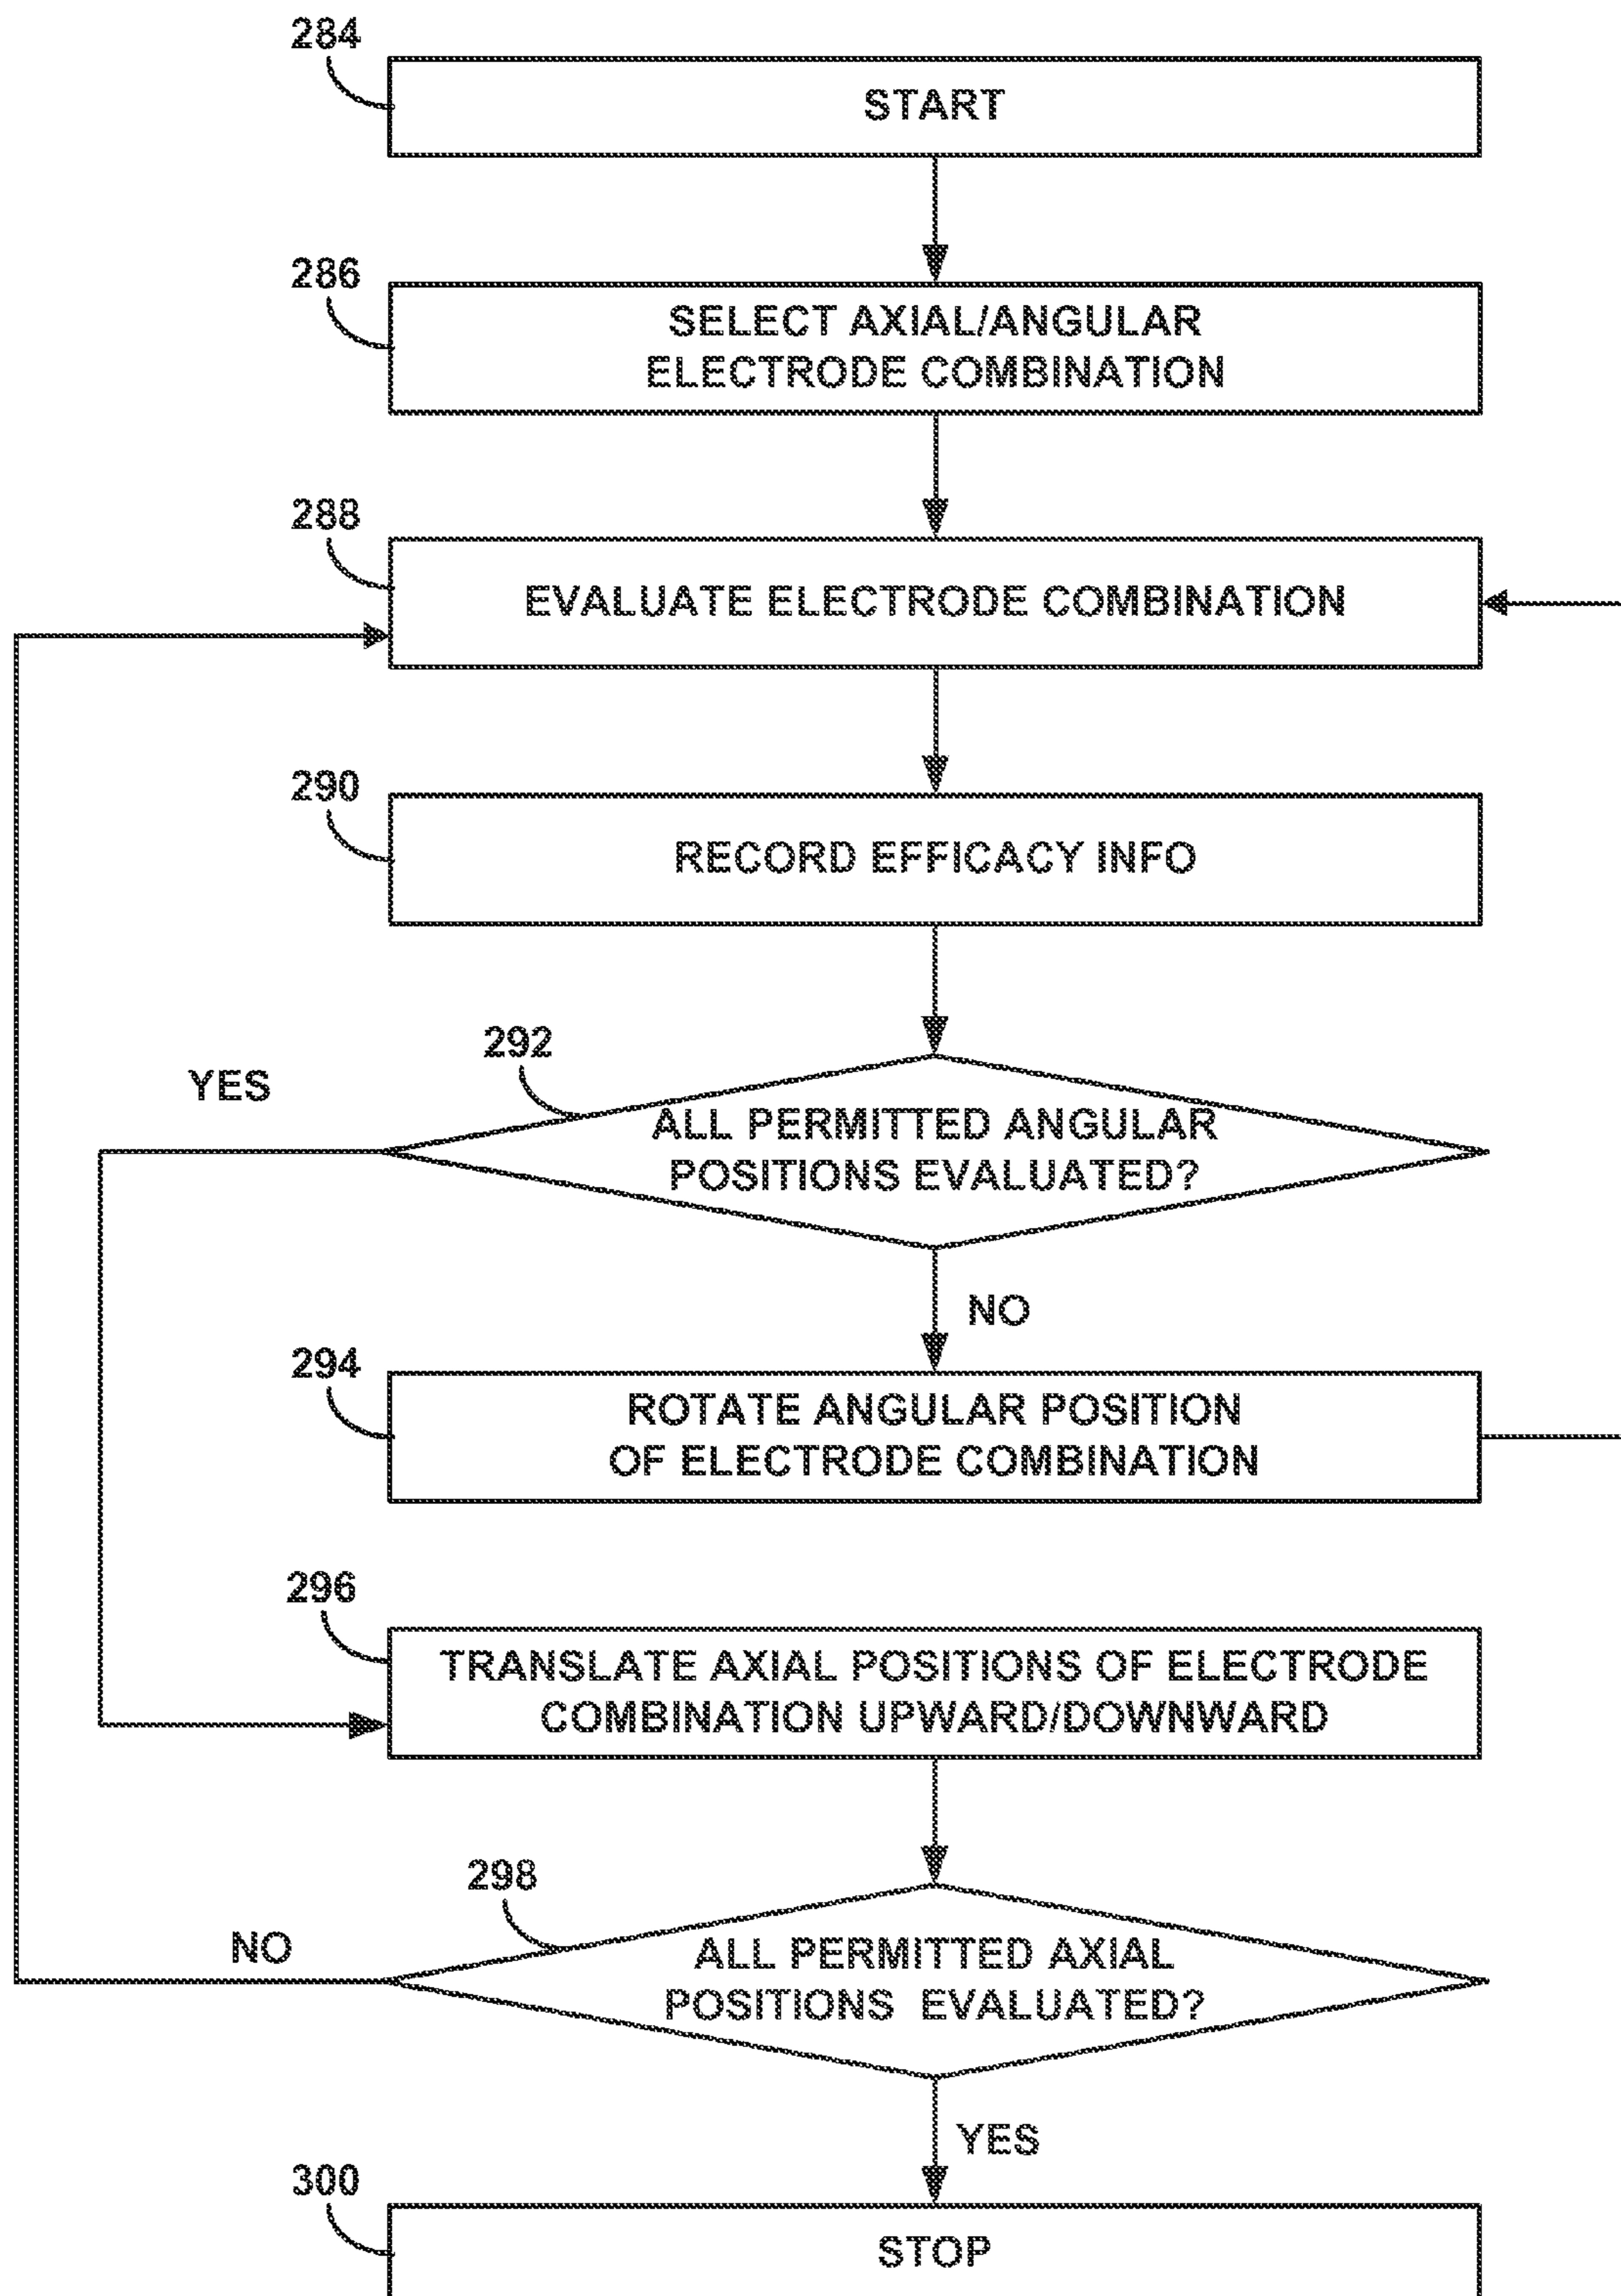 284
START
286
SELECT AXIAL/ANGULAR
ELECTRODE COMBINATION
288
EVALUATE ELECTRODE COMBINATION
290
RECORD EFFICACY INFO
292
YES
ALL PERMITTED ANGULAR
POSITIONS EVALUATED?
NO
294
ROTATE ANGULAR POSITION
OF ELECTRODE COMBINATION
296
TRANSLATE AXIAL POSITIONS OF ELECTRODE
COMBINATION UPWARD/DOWNWARD
298
NO
ALL PERMITTED AXIAL
POSITIONS EVALUATED?
YES
300
STOP